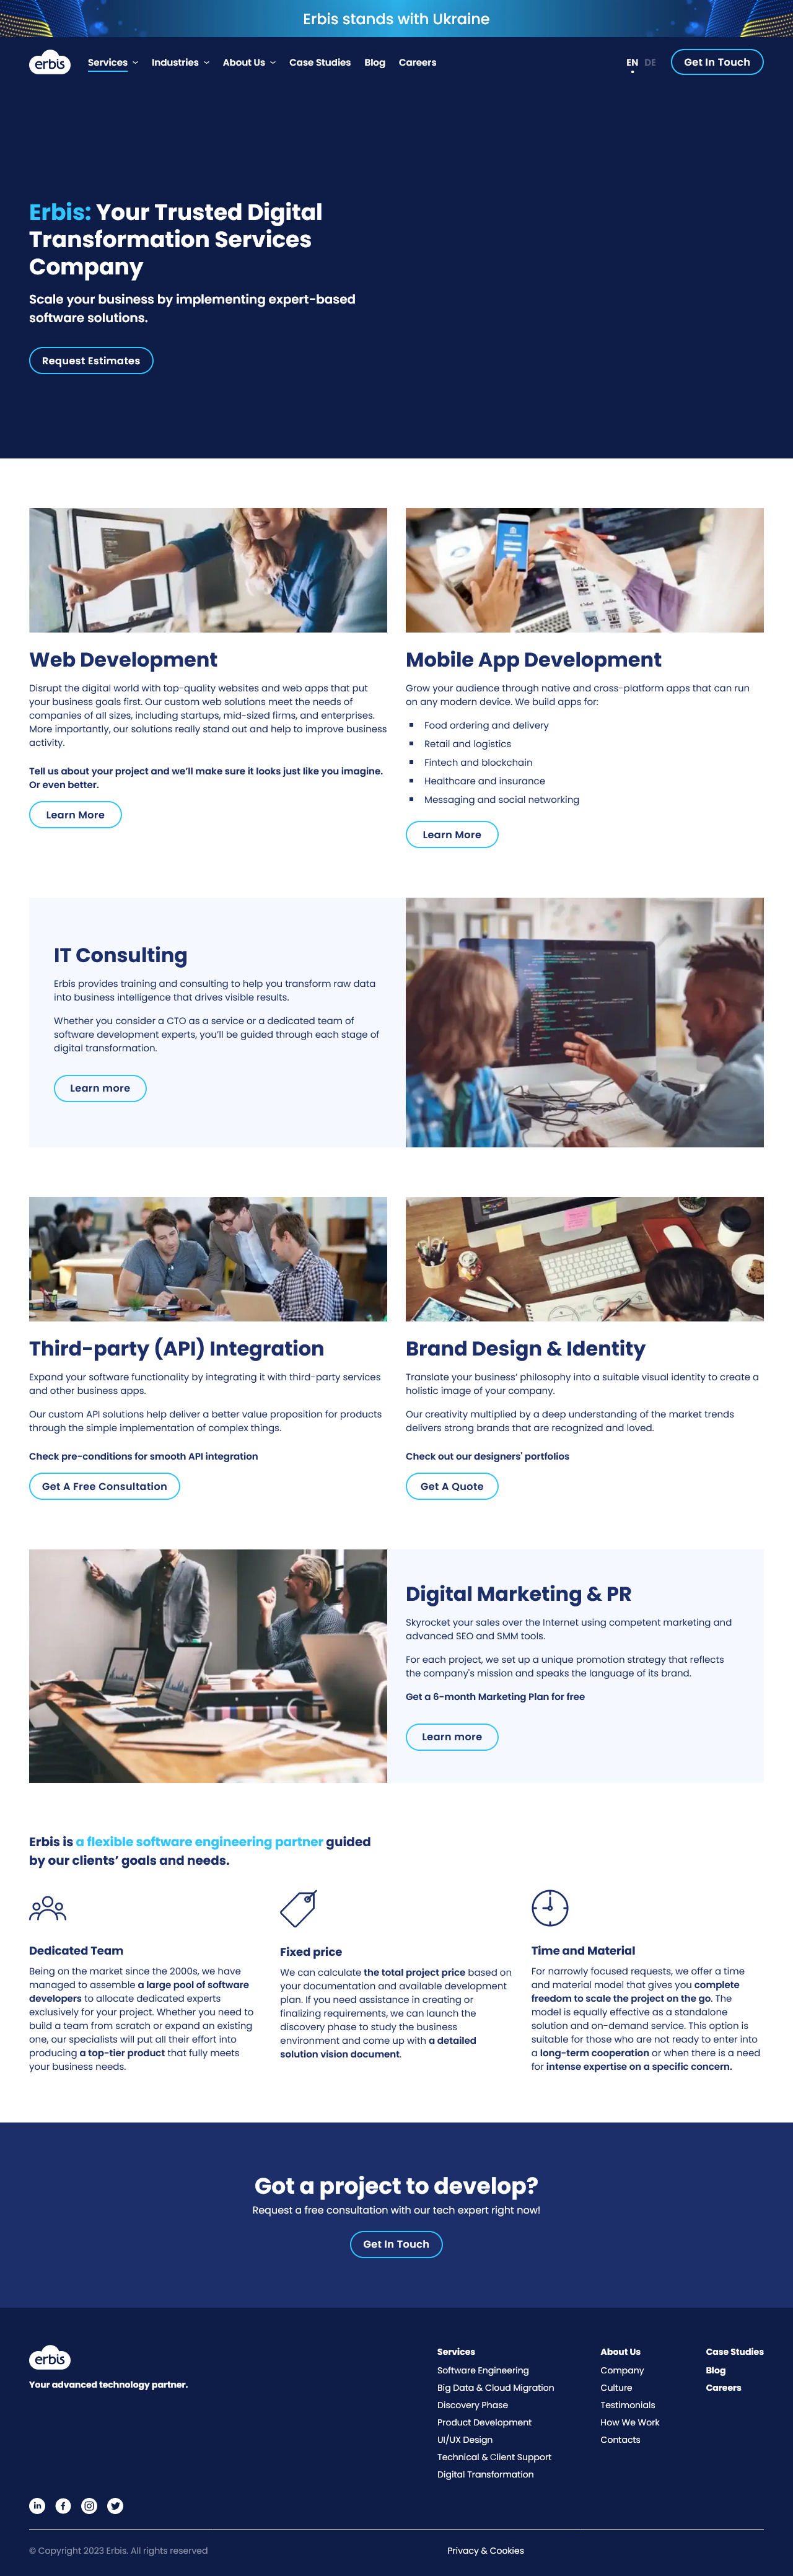 Erbis stands with Ukraine
erbis
Services
Industries
About Us
Case Studies
Blog
Careers
EN
DE
Get In Touch
Erbis: Your Trusted Digital
Transformation Services
Company
Scale your business by implementing expert-based
software solutions.
Request Estimates
Web Development
Disrupt the digital world with top-quality websites and web apps that put
your business goals first. Our custom web solutions meet the needs of
companies of all sizes, including startups, mid-sized firms, and enterprises.
More importantly, our solutions really stand out and help to improve business
activity.
Tell us about your project and we’ll make sure it looks just like you imagine.
Or even better.
Learn More
Mobile App Development
Grow your audience through native and cross-platform apps that can run
on any modern device. We build apps for:
Food ordering and delivery
Retail and logistics
Fintech and blockchain
Healthcare and insurance
Messaging and social networking
Learn More
IT Consulting
Erbis provides training and consulting to help you transform raw data
into business intelligence that drives visible results.
Whether you consider a CTO as a service or a dedicated team of
software development experts, you’ll be guided through each stage of
digital transformation.
Learn more
Third-party (API) Integration
Expand your software functionality by integrating it with third-party services
and other business apps.
Our custom API solutions help deliver a better value proposition for products
through the simple implementation of complex things.
Check pre-conditions for smooth API integration
Get A Free Consultation
Brand Design & Identity
Translate your business’ philosophy into a suitable visual identity to create a
holistic image of your company.
Our creativity multiplied by a deep understanding of the market trends
delivers strong brands that are recognized and loved.
Check out our designers' portfolios
Get A Quote
Digital Marketing & PR
Skyrocket your sales over the Internet using competent marketing and
advanced SEO and SMM tools.
For each project, we set up a unique promotion strategy that reflects
the company's mission and speaks the language of its brand.
Get a 6-month Marketing Plan for free
Learn more
Erbis is a flexible software engineering partner guided
by our clients’ goals and needs.
Dedicated Team
Being on the market since the 2000s, we have
managed to assemble a large pool of software
developers to allocate dedicated experts
exclusively for your project. Whether you need to
build a team from scratch or expand an existing
one, our specialists will put all their effort into
producing a top-tier product that fully meets
your business needs.
Fixed price
We can calculate the total project price based on
your documentation and available development
plan. If you need assistance in creating or
finalizing requirements, we can launch the
discovery phase to study the business
environment and come up with a detailed
solution vision document.
Time and Material
For narrowly focused requests, we offer a time
and material model that gives you complete
freedom to scale the project on the go. The
model is equally effective as a standalone
solution and on-demand service. This option is
suitable for those who are not ready to enter into
a long-term cooperation or when there is a need
for intense expertise on a specific concern.
Got a project to develop?
Request a free consultation with our tech expert right now!
Get In Touch
erbis
Your advanced technology partner.
Services
Software Engineering
Big Data & Cloud Migration
Discovery Phase
Product Development
UI/UX Design
Technical & Client Support
Digital Transformation
About Us
Company
Culture
Testimonials
How We Work
Contacts
Case Studies
Blog
Careers
© Copyright 2023 Erbis. All rights reserved
Privacy & Cookies